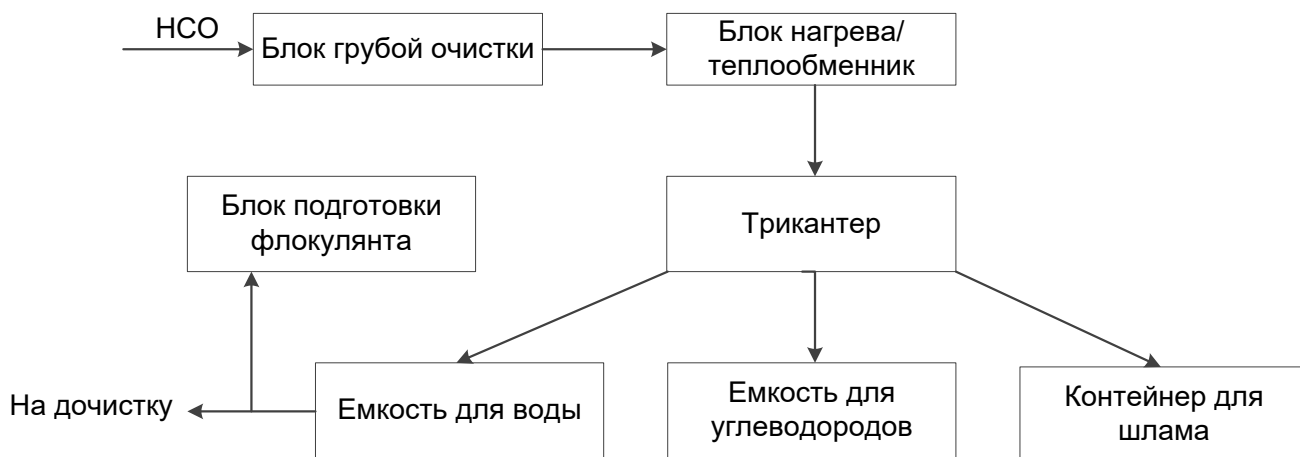 НСО
Блок грубой очистки
Блок нагрева/
теплообменник
Блок подготовки
флокулянта
Трикантер
На дочистку
Емкость для воды
Емкость для
углеводородов
Контейнер для
шлама